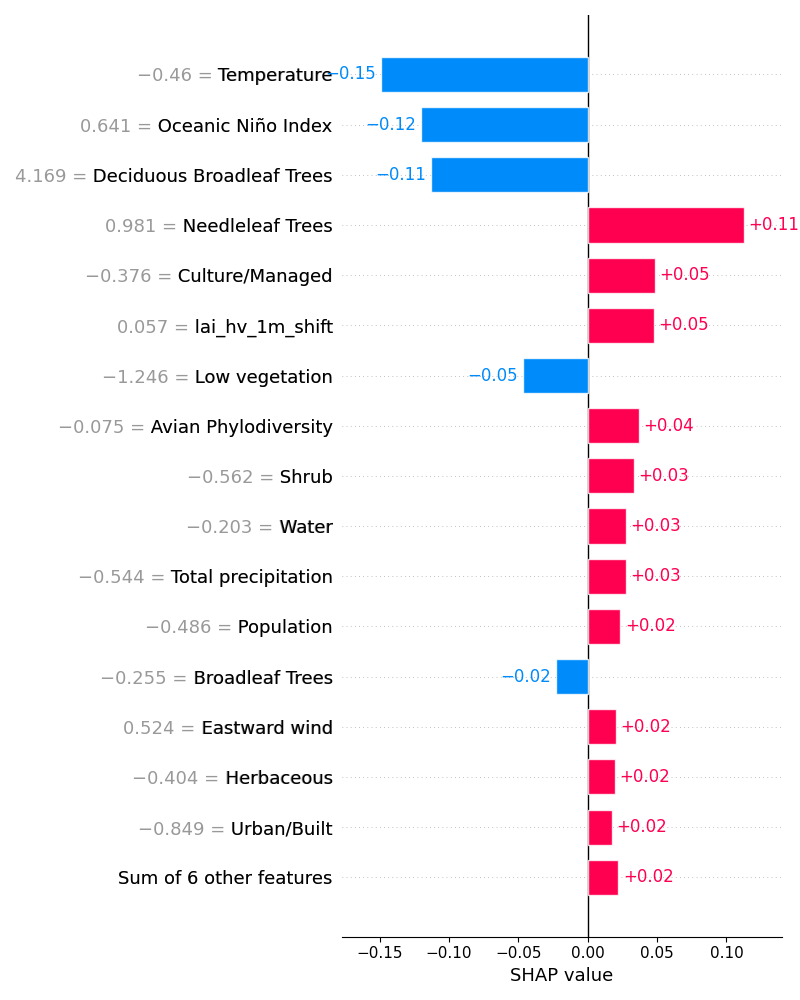 −0.46 = Temperature −0.15
0.641 = Oceanic Niño Index −0.12
4.169 = Deciduous Broadleaf Trees −0.11
0.981 = Needleleaf Trees +0.11
−0.376 = Culture/Managed +0.05
0.057 = lai_hv_1m_shift +0.05
−1.246 = Low vegetation −0.05
−0.075 = Avian Phylodiversity +0.04
−0.562 = Shrub +0.03
−0.203 = Water +0.03
−0.544 = Total precipitation +0.03
−0.486 = Population +0.02
−0.255 = Broadleaf Trees −0.02
0.524 = Eastward wind +0.02
−0.404 = Herbaceous +0.02
−0.849 = Urban/Built +0.02
Sum of 6 other features +0.02
−0.15 −0.10 −0.05 0.00 0.05 0.10
SHAP value